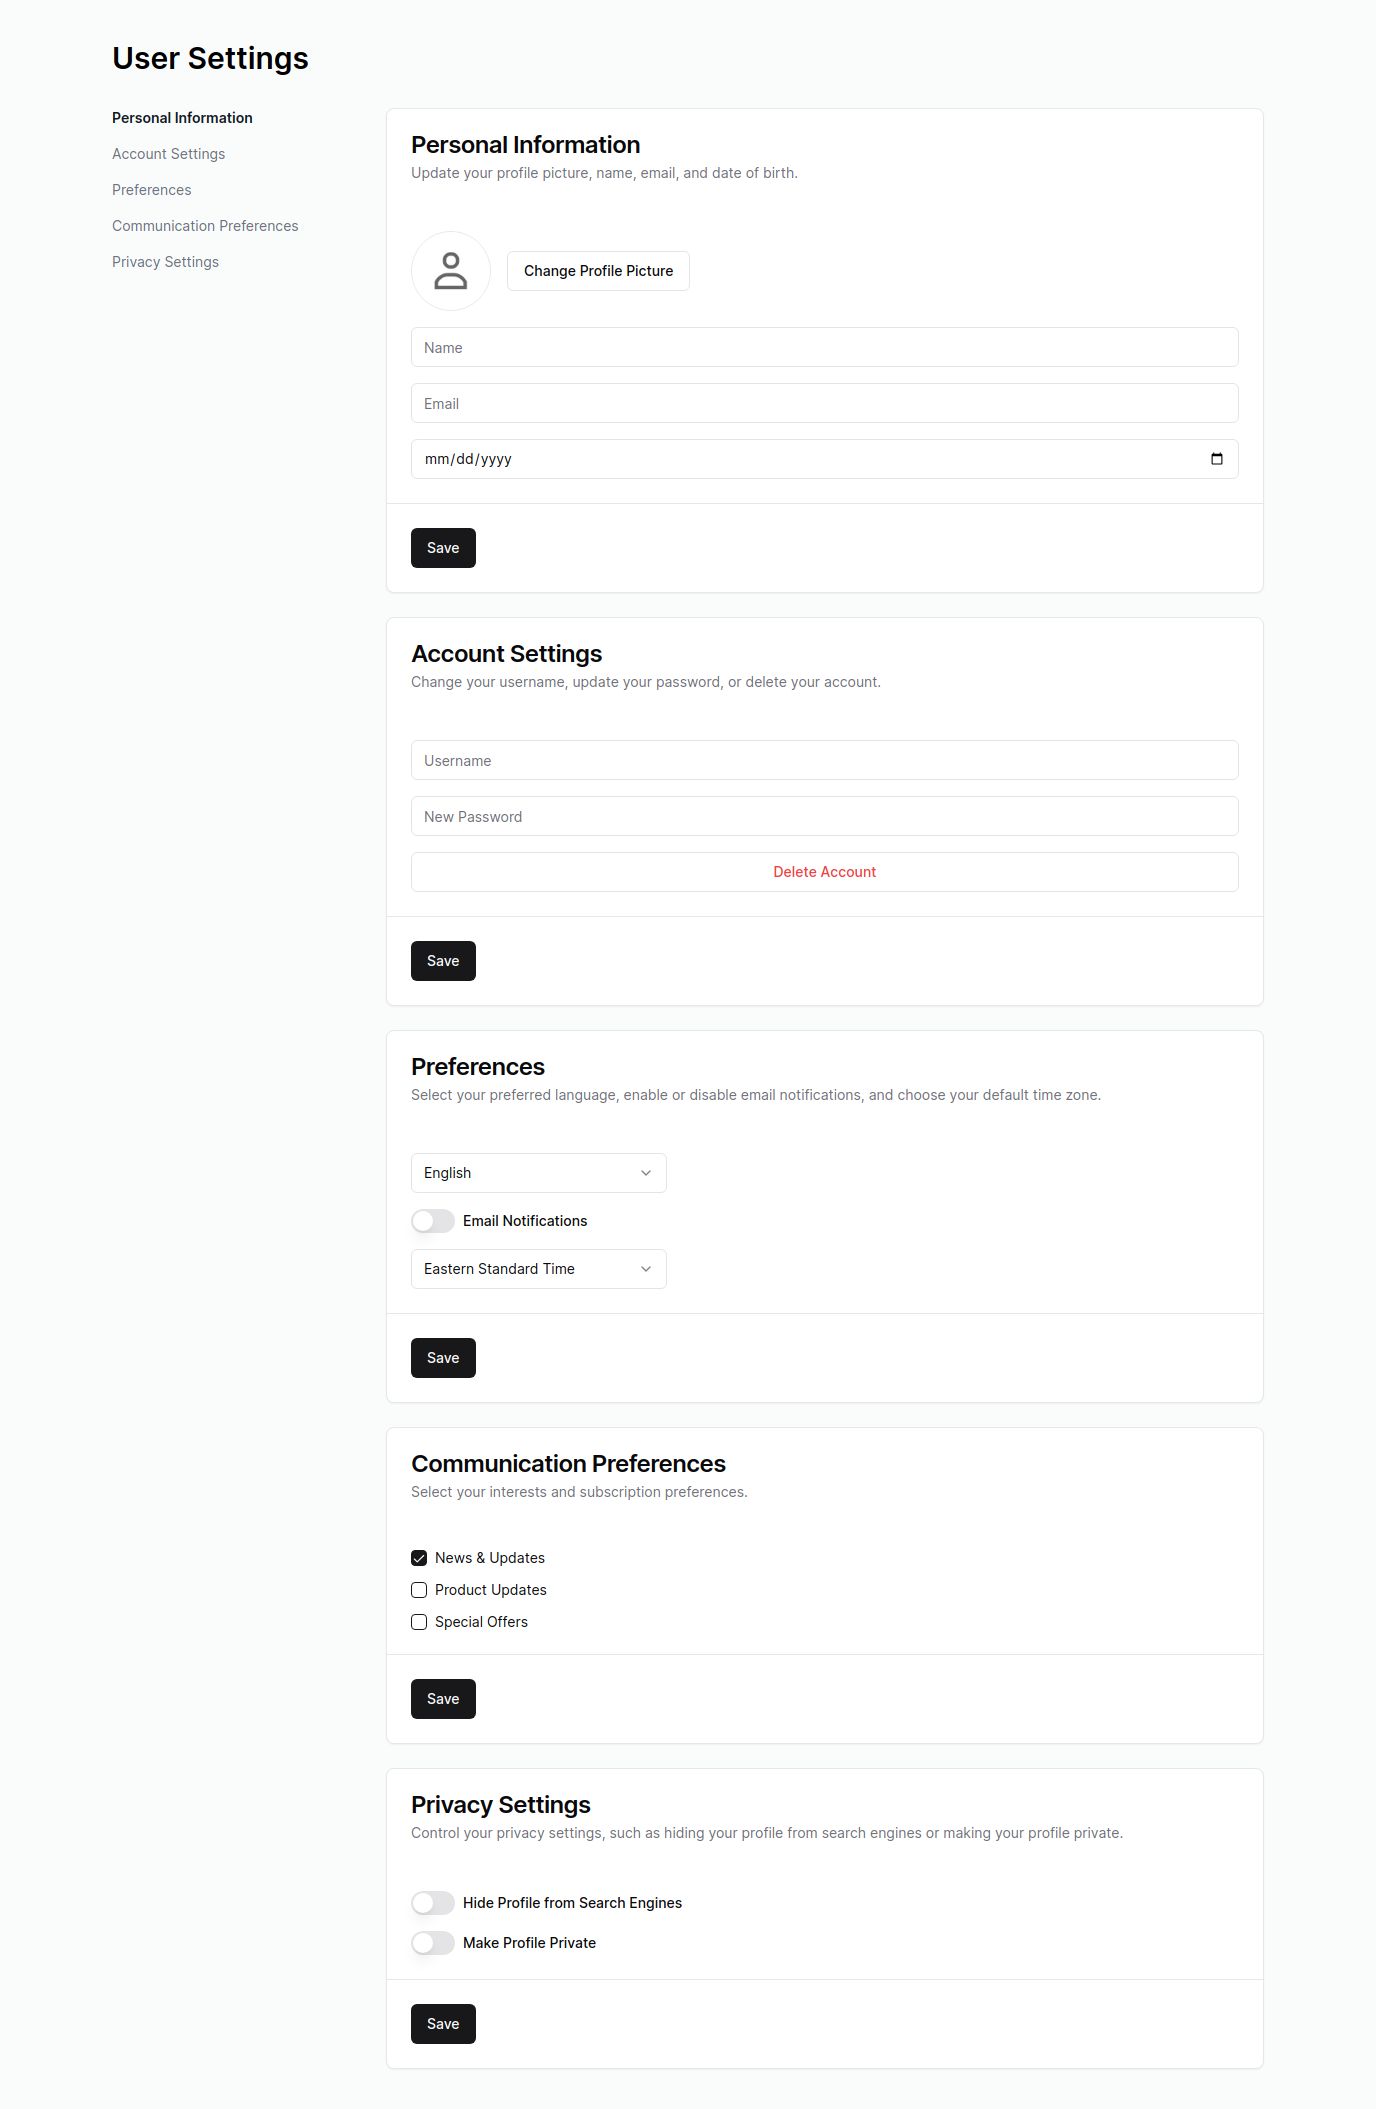 User Settings
Personal Information
Account Settings
Preferences
Communication Preferences
Privacy Settings
Personal Information
Update your profile picture, name, email, and date of birth.
Change Profile Picture
Name
Email
mm/dd/yyyy
Save
Account Settings
Change your username, update your password, or delete your account.
Username
New Password
Delete Account
Save
Preferences
Select your preferred language, enable or disable email notifications, and choose your default time zone.
English
Email Notifications
Eastern Standard Time
Save
Communication Preferences
Select your interests and subscription preferences.
News & Updates
Product Updates
Special Offers
Save
Privacy Settings
Control your privacy settings, such as hiding your profile from search engines or making your profile private.
Hide Profile from Search Engines
Make Profile Private
Save